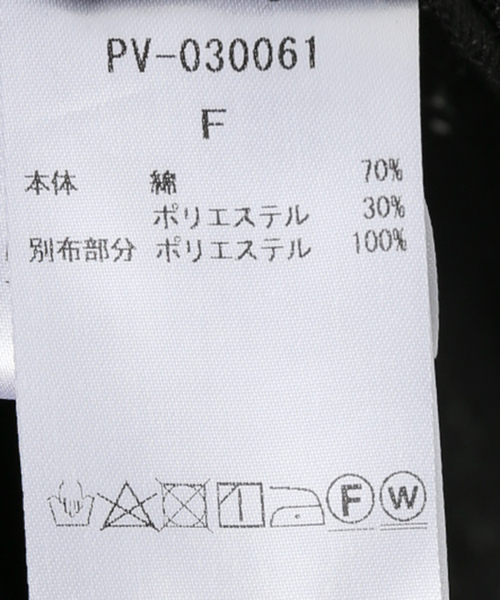 PV-030061
F
本体 綿 70%
ポリエステル 30%
別布部分 ポリエステル 100%
F W